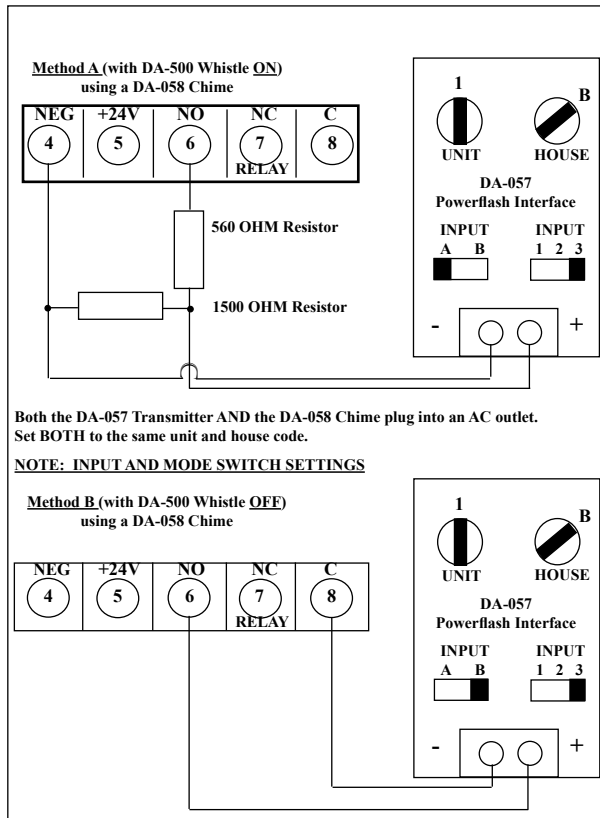 Method A (with DA-500 Whistle ON)
using a DA-058 Chime
NEG +24V NO NC C
4 5 6 7 8
RELAY
560 OHM Resistor
1500 OHM Resistor
1 B
UNIT HOUSE
DA-057
Powerflash Interface
INPUT INPUT
A B 1 2 3
- +
Both the DA-057 Transmitter AND the DA-058 Chime plug into an AC outlet.
Set BOTH to the same unit and house code.
NOTE: INPUT AND MODE SWITCH SETTINGS
Method B (with DA-500 Whistle OFF)
using a DA-058 Chime
NEG +24V NO NC C
4 5 6 7 8
RELAY
1 B
UNIT HOUSE
DA-057
Powerflash Interface
INPUT INPUT
A B 1 2 3
- +